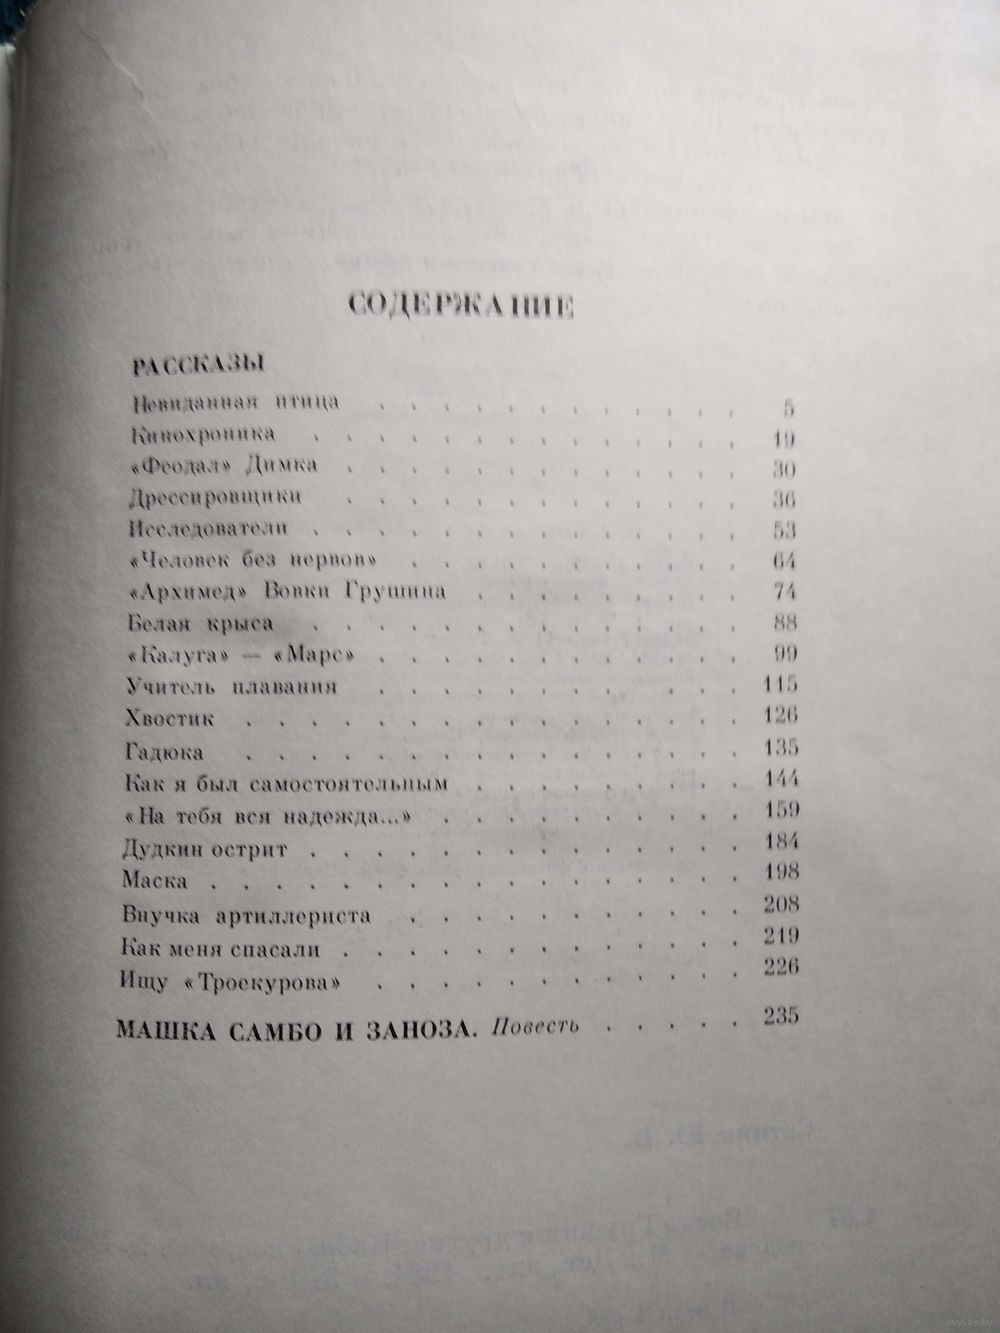 СОДЕРЖАНИЕ
РАССКАЗЫ
Невиданная птица . . . . . . . . . . . . 5
Кинохроника . . . . . . . . . . . . . . 19
«Феодал» Димка . . . . . . . . . . . . . 30
Дрессировщики . . . . . . . . . . . . . 36
Исследователи . . . . . . . . . . . . . . 53
«Человек без нервов» . . . . . . . . . . . 64
«Архимед» Вовки Грушина . . . . . . . . . 74
Белая крыса . . . . . . . . . . . . . . 88
«Калуга» — «Марс» . . . . . . . . . . . . 99
Учитель плавания . . . . . . . . . . . 115
Хвостик . . . . . . . . . . . . . . . . 126
Гадюка . . . . . . . . . . . . . . . . 135
Как я был самостоятельным . . . . . . . . . 144
«На тебя вся надежда...» . . . . . . . . . . 159
Дудкин острит . . . . . . . . . . . . . . 184
Маска . . . . . . . . . . . . . . . . . 198
Внучка артиллериста . . . . . . . . . . . 208
Как меня спасали . . . . . . . . . . . . . 219
Ищу «Троекурова» . . . . . . . . . . . . 226
МАШКА САМБО И ЗАНОЗА. Повесть . . . . . 235
www.ay.by